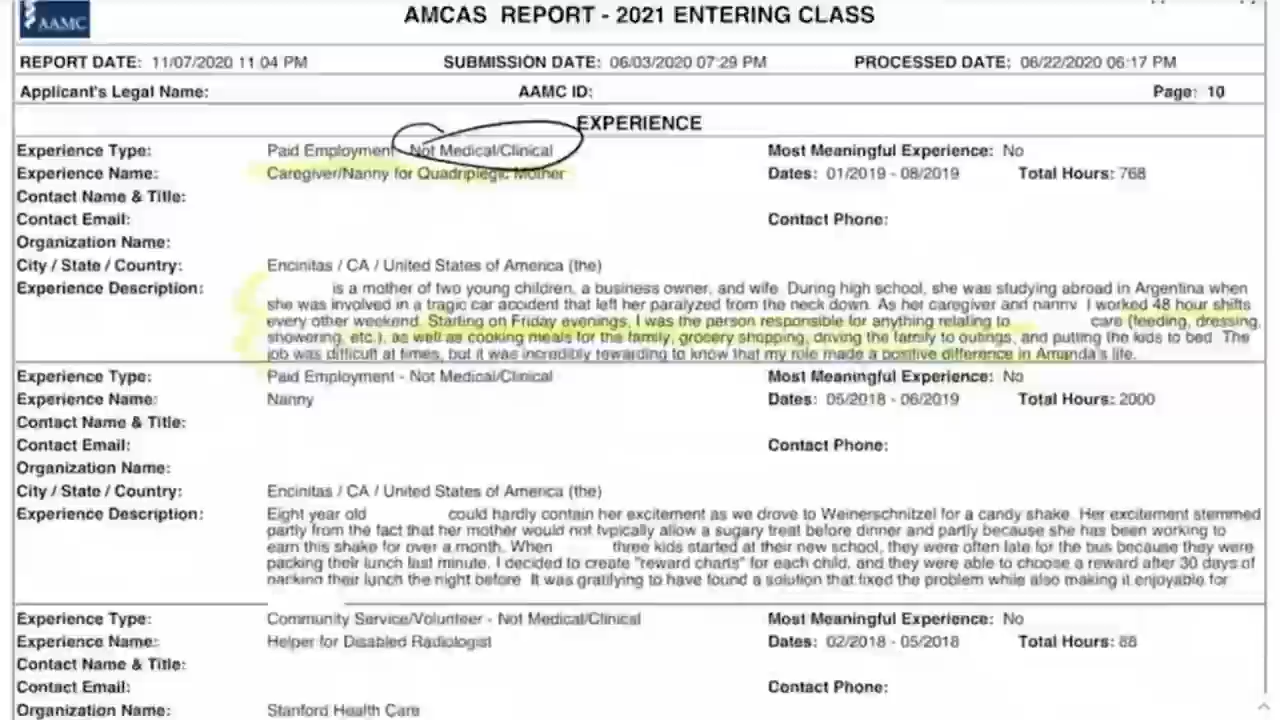 AAMC
AMCAS REPORT - 2021 ENTERING CLASS
REPORT DATE: 11/07/2020 11:04 PM SUBMISSION DATE: 06/03/2020 07:29 PM PROCESSED DATE: 06/22/2020 06:17 PM
Applicant's Legal Name: AAMC ID: Page: 10
EXPERIENCE
Experience Type: Paid Employment - Not Medical/Clinical Most Meaningful Experience: No
Experience Name: Caregiver/Nanny for Quadriplegic Mother Dates: 01/2019 - 08/2019 Total Hours: 768
Contact Name & Title:
Contact Email: Contact Phone:
Organization Name:
City / State / Country: Encinitas / CA / United States of America (the)
Experience Description: is a mother of two young children, a business owner, and wife. During high school, she was studying abroad in Argentina when
she was involved in a tragic car accident that left her paralyzed from the neck down. As her caregiver and nanny I worked 48 hour shifts
every other weekend. Starting on Friday evenings, I was the person responsible for anything relating to care (feeding, dressing,
showering, etc.), as well as cooking meals for the family, grocery shopping, driving the family to outings, and putting the kids to bed. The
job was difficult at times, but it was incredibly rewarding to know that my role made a positive difference in Amanda's life.
Experience Type: Paid Employment - Not Medical/Clinical Most Meaningful Experience: No
Experience Name: Nanny Dates: 05/2018 - 06/2019 Total Hours: 2000
Contact Name & Title:
Contact Email: Contact Phone:
Organization Name:
City / State / Country: Encinitas / CA / United States of America (the)
Experience Description: Eight year old could hardly contain her excitement as we drove to Weinerschnitzel for a candy shake. Her excitement stemmed
partly from the fact that her mother would not typically allow a sugary treat before dinner and partly because she has been working to
earn this shake for over a month. When three kids started at their new school, they were often late for the bus because they were
packing their lunch last minute. I decided to create "reward charts" for each child, and they were able to choose a reward after 30 days of
packing their lunch the night before. It was gratifying to have found a solution that fixed the problem while also making it enjoyable for
Experience Type: Community Service/Volunteer - Not Medical/Clinical Most Meaningful Experience: No
Experience Name: Helper for Disabled Radiologist Dates: 02/2018 - 05/2018 Total Hours: 88
Contact Name & Title:
Contact Email: Contact Phone:
Organization Name: Stanford Health Care